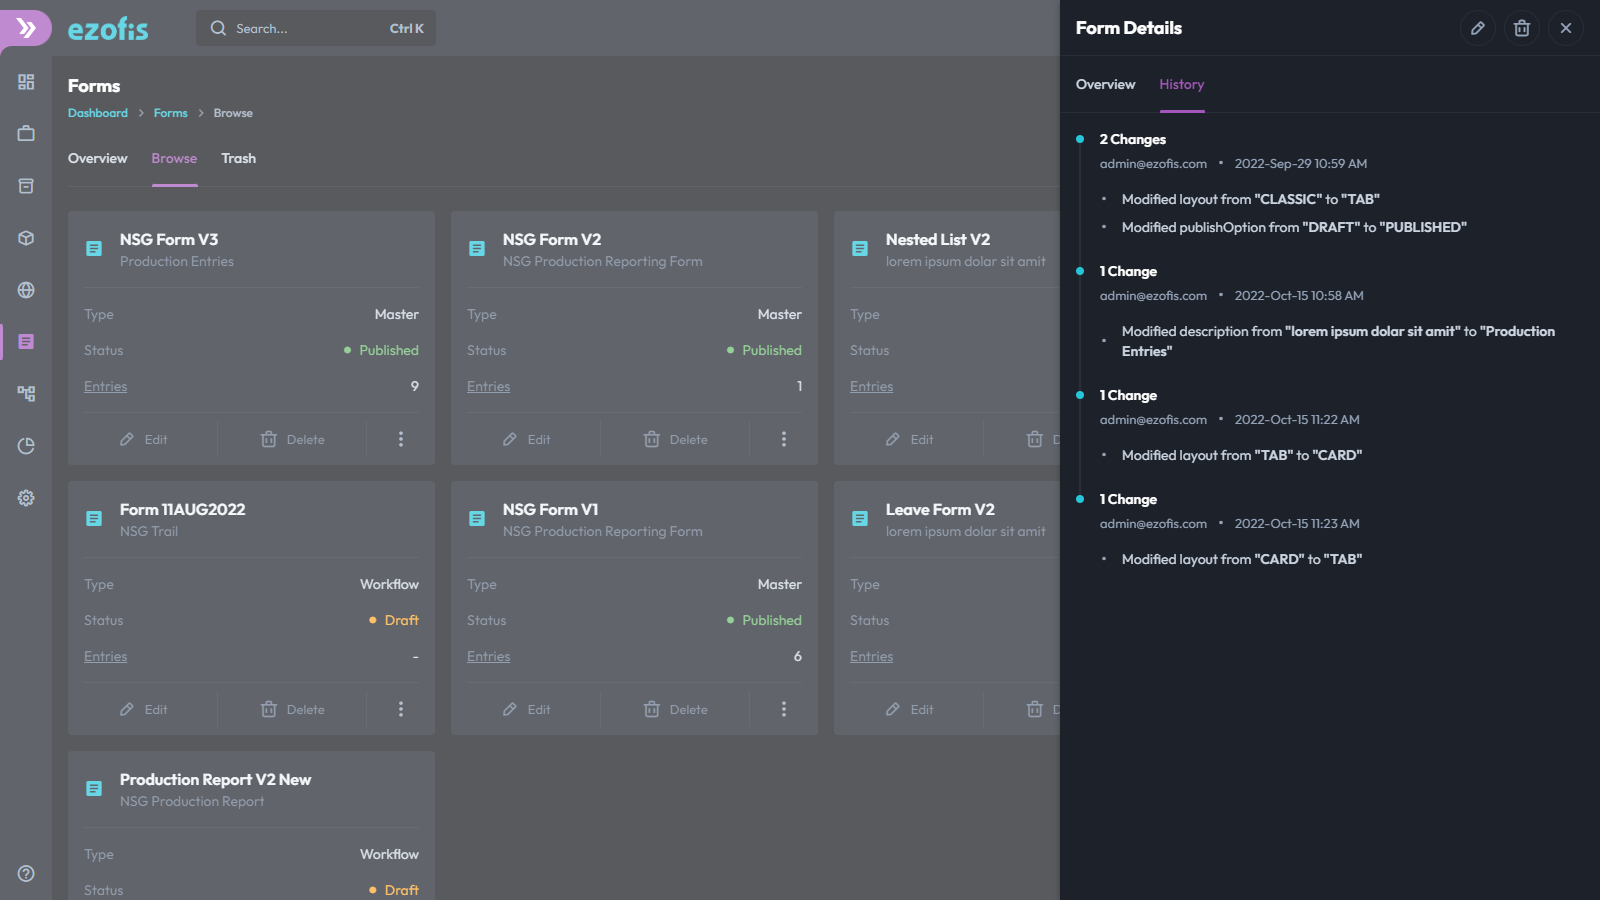 ezofis
Search...
Ctrl K
Forms
Dashboard > Forms > Browse
Overview
Browse
Trash
NSG Form V3
Production Entries
Type
Master
Status
Published
Entries
9
Edit
Delete
NSG Form V2
NSG Production Reporting Form
Type
Master
Status
Published
Entries
1
Edit
Delete
Nested List V2
lorem ipsum dolar sit amit
Type
Status
Entries
Edit
D
Form 11AUG2022
NSG Trail
Type
Workflow
Status
Draft
Entries
-
Edit
Delete
NSG Form V1
NSG Production Reporting Form
Type
Master
Status
Published
Entries
6
Edit
Delete
Leave Form V2
lorem ipsum dolar sit amit
Type
Status
Entries
Edit
D
Production Report V2 New
NSG Production Report
Type
Workflow
Status
Draft
Form Details
Overview
History
2 Changes
admin@ezofis.com • 2022-Sep-29 10:59 AM
• Modified layout from "CLASSIC" to "TAB"
• Modified publishOption from "DRAFT" to "PUBLISHED"
1 Change
admin@ezofis.com • 2022-Oct-15 10:58 AM
• Modified description from "lorem ipsum dolar sit amit" to "Production
Entries"
1 Change
admin@ezofis.com • 2022-Oct-15 11:22 AM
• Modified layout from "TAB" to "CARD"
1 Change
admin@ezofis.com • 2022-Oct-15 11:23 AM
• Modified layout from "CARD" to "TAB"